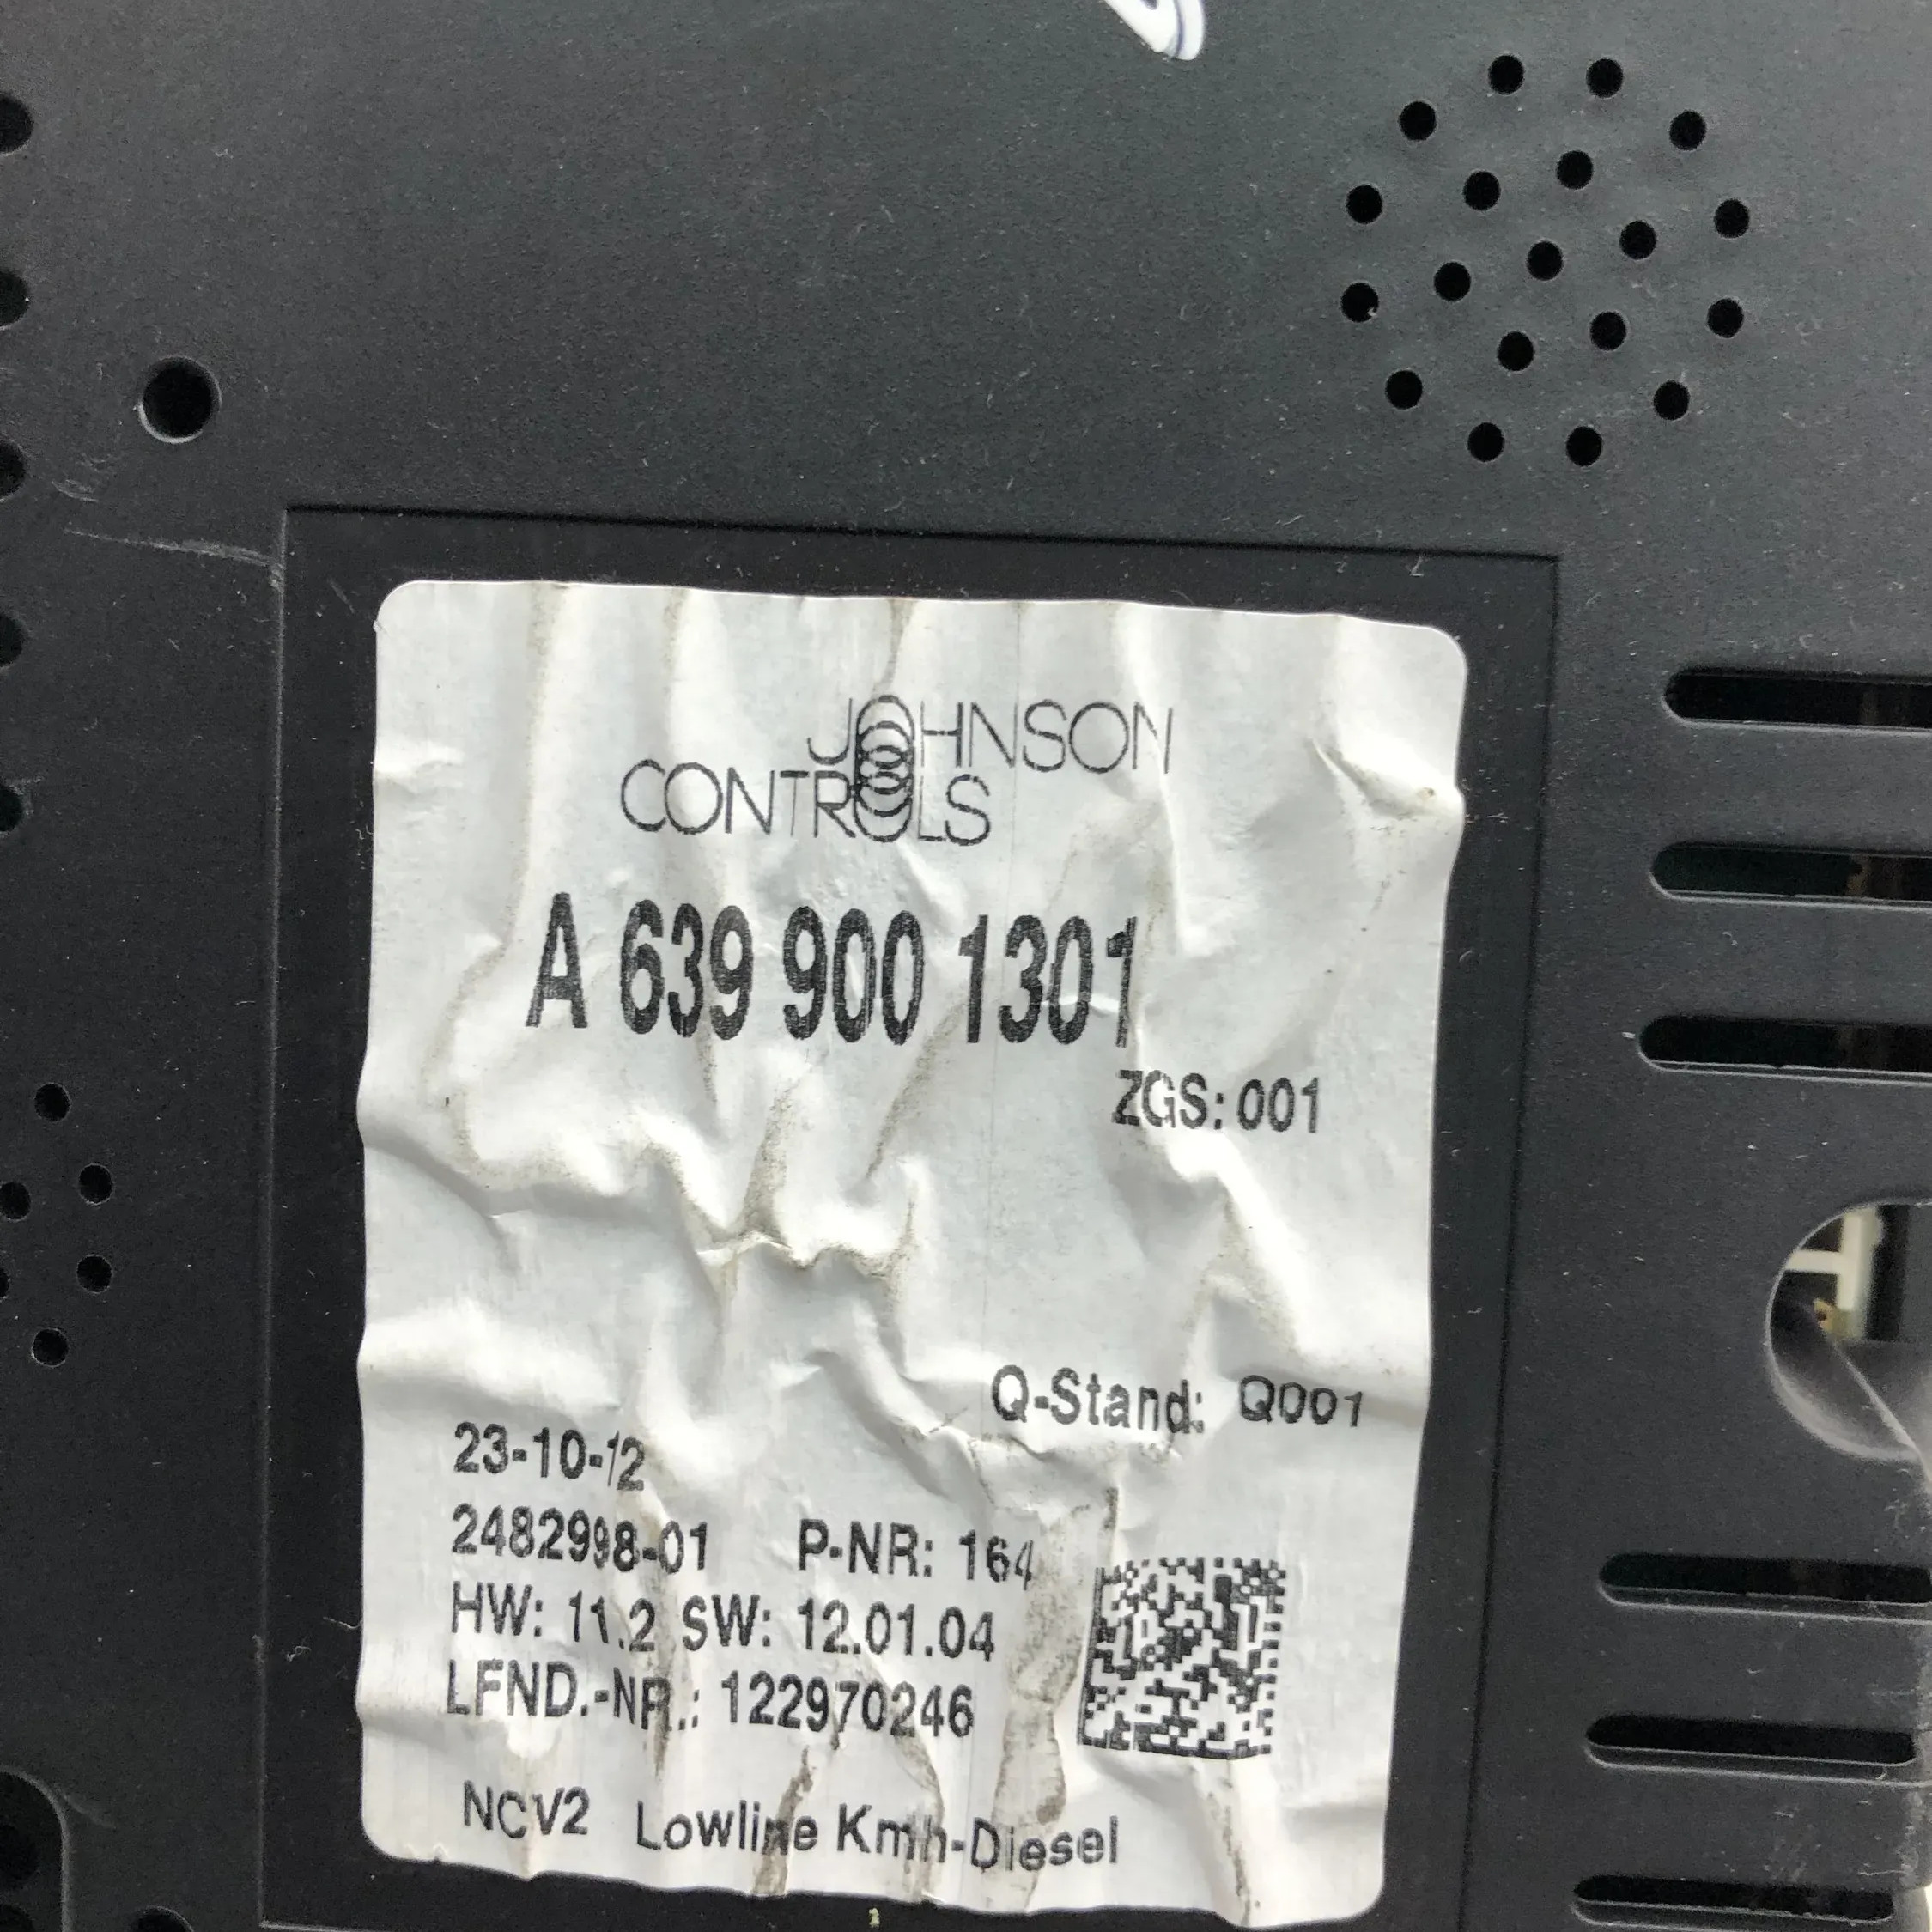 JOHNSON
CONTROLS
A 639 900 1301
ZGS: 001
Q-Stand: Q001
23-10-12
2482998-01 P-NR: 164
HW: 11.2 SW: 12.01.04
LFND.-NR.: 122970246
NCV2 Lowline Kmh-Diesel